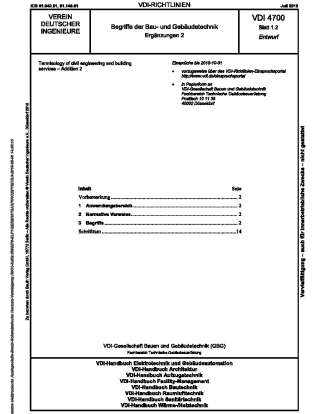 ICS 01.040.91, 91.140.01
VDI-RICHTLINIEN
Juli 2018
VEREIN
DEUTSCHER
INGENIEURE
Begriffe der Bau- und Gebäudetechnik
Ergänzungen 2
VDI 4700
Blatt 1.2
Entwurf
Terminology of civil engineering and building
services – Addition 2
Einsprüche bis 2018-10-31
• vorzugsweise über das VDI-Richtlinien-Einspruchsportal
http://www.vdi.de/einspruchsportal
• in Papierform an
VDI-Gesellschaft Bauen und Gebäudetechnik
Fachbereich Technische Gebäudeausrüstung
Postfach 10 11 39
40002 Düsseldorf
Inhalt Seite
Vorbemerkung 2
1 Anwendungsbereich 2
2 Normative Verweise 2
3 Begriffe 2
Schrifttum 14
Vervielfältigung – auch für innerbetriebliche Zwecke – nicht gestattet
VDI-Gesellschaft Bauen und Gebäudetechnik (GBG)
Fachbereich Technische Gebäudeausrüstung
VDI-Handbuch Elektrotechnik und Gebäudeautomation
VDI-Handbuch Architektur
VDI-Handbuch Aufzugstechnik
VDI-Handbuch Facility-Management
VDI-Handbuch Bautechnik
VDI-Handbuch Raumlufttechnik
VDI-Handbuch Sanitärtechnik
VDI-Handbuch Wärme-/Heiztechnik